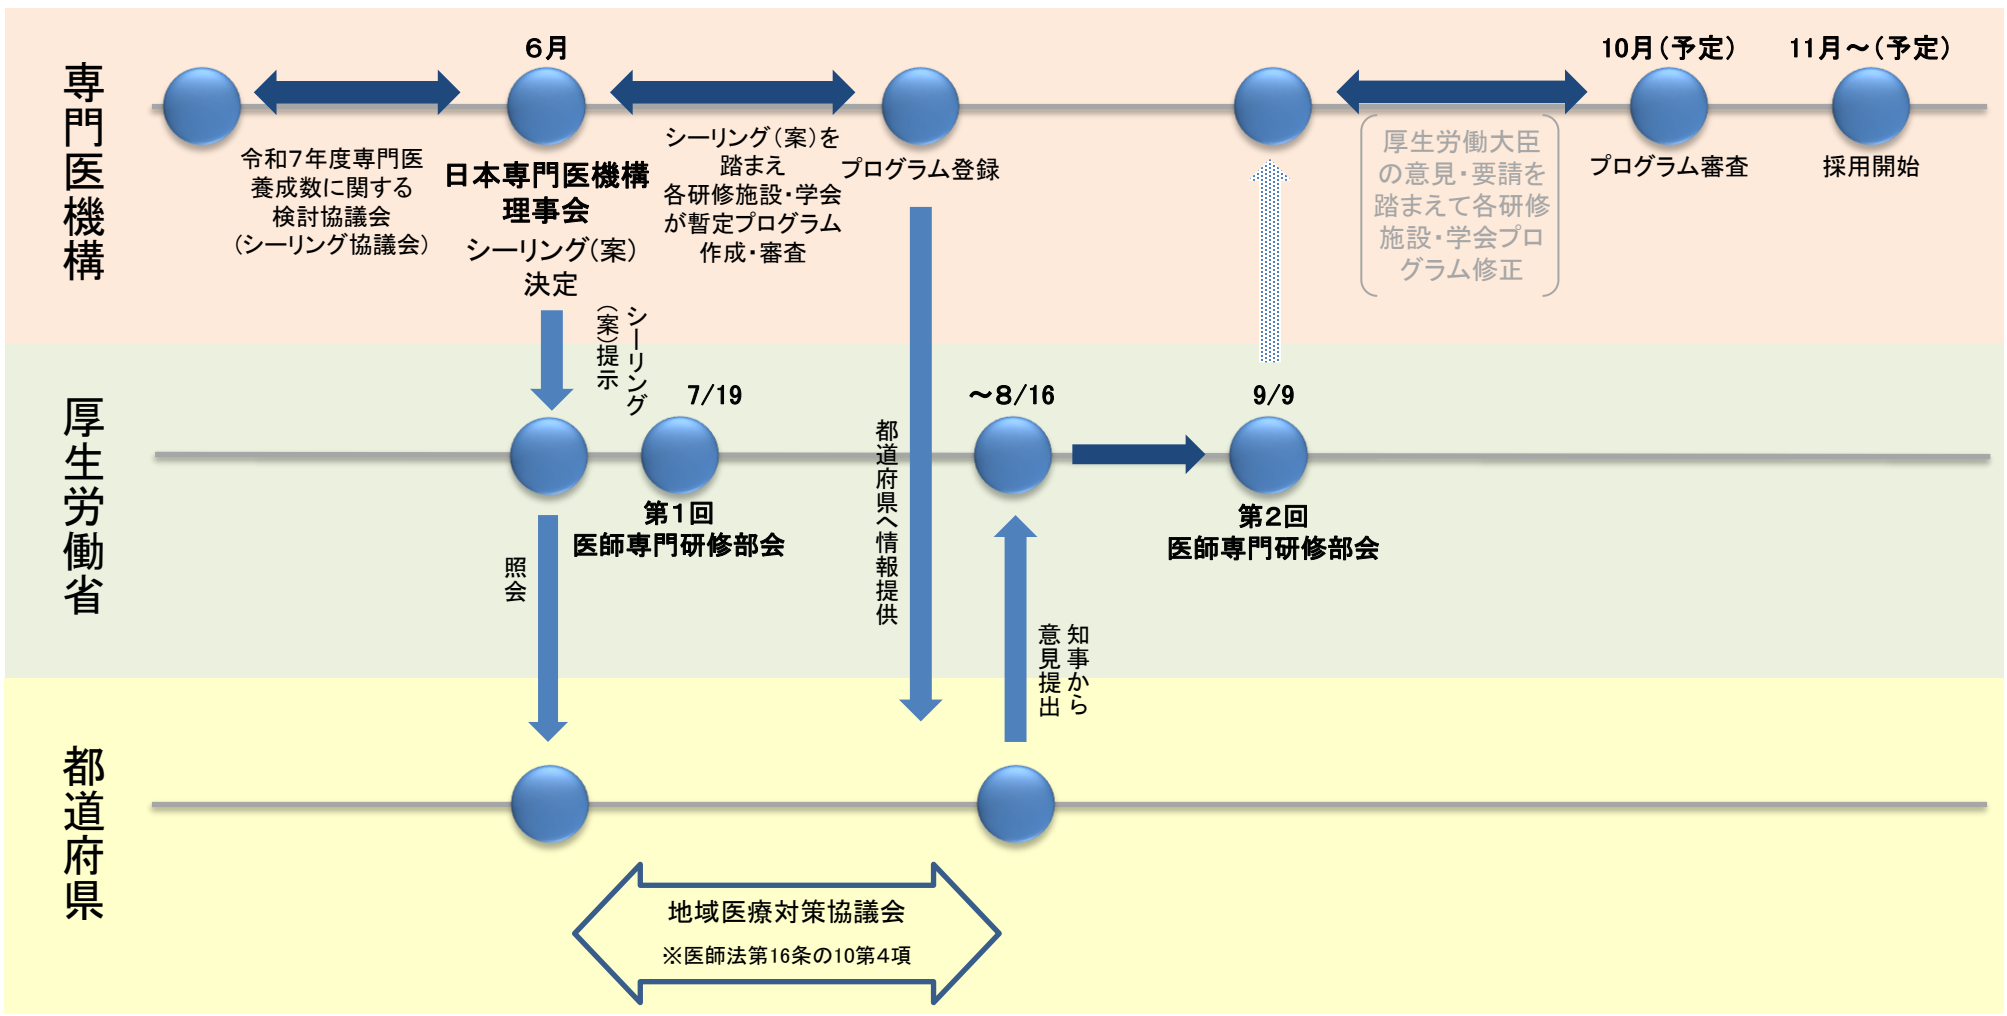 専門医機構
6月
10月（予定）
11月～（予定）
令和7年度専門医
養成数に関する
検討協議会
（シーリング協議会）
日本専門医機構
理事会
シーリング（案）
決定
シーリング（案）を
踏まえ
各研修施設・学会
が暫定プログラム
作成・審査
プログラム登録
厚生労働大臣
の意見・要請を
踏まえて各研修
施設・学会プロ
グラム修正
プログラム審査
採用開始
シーリング
（案）提示
厚生労働省
7/19
～8/16
9/9
第1回
医師専門研修部会
第2回
医師専門研修部会
照会
都道府県へ情報提供
知事から
意見提出
都道府県
地域医療対策協議会
※医師法第16条の10第4項